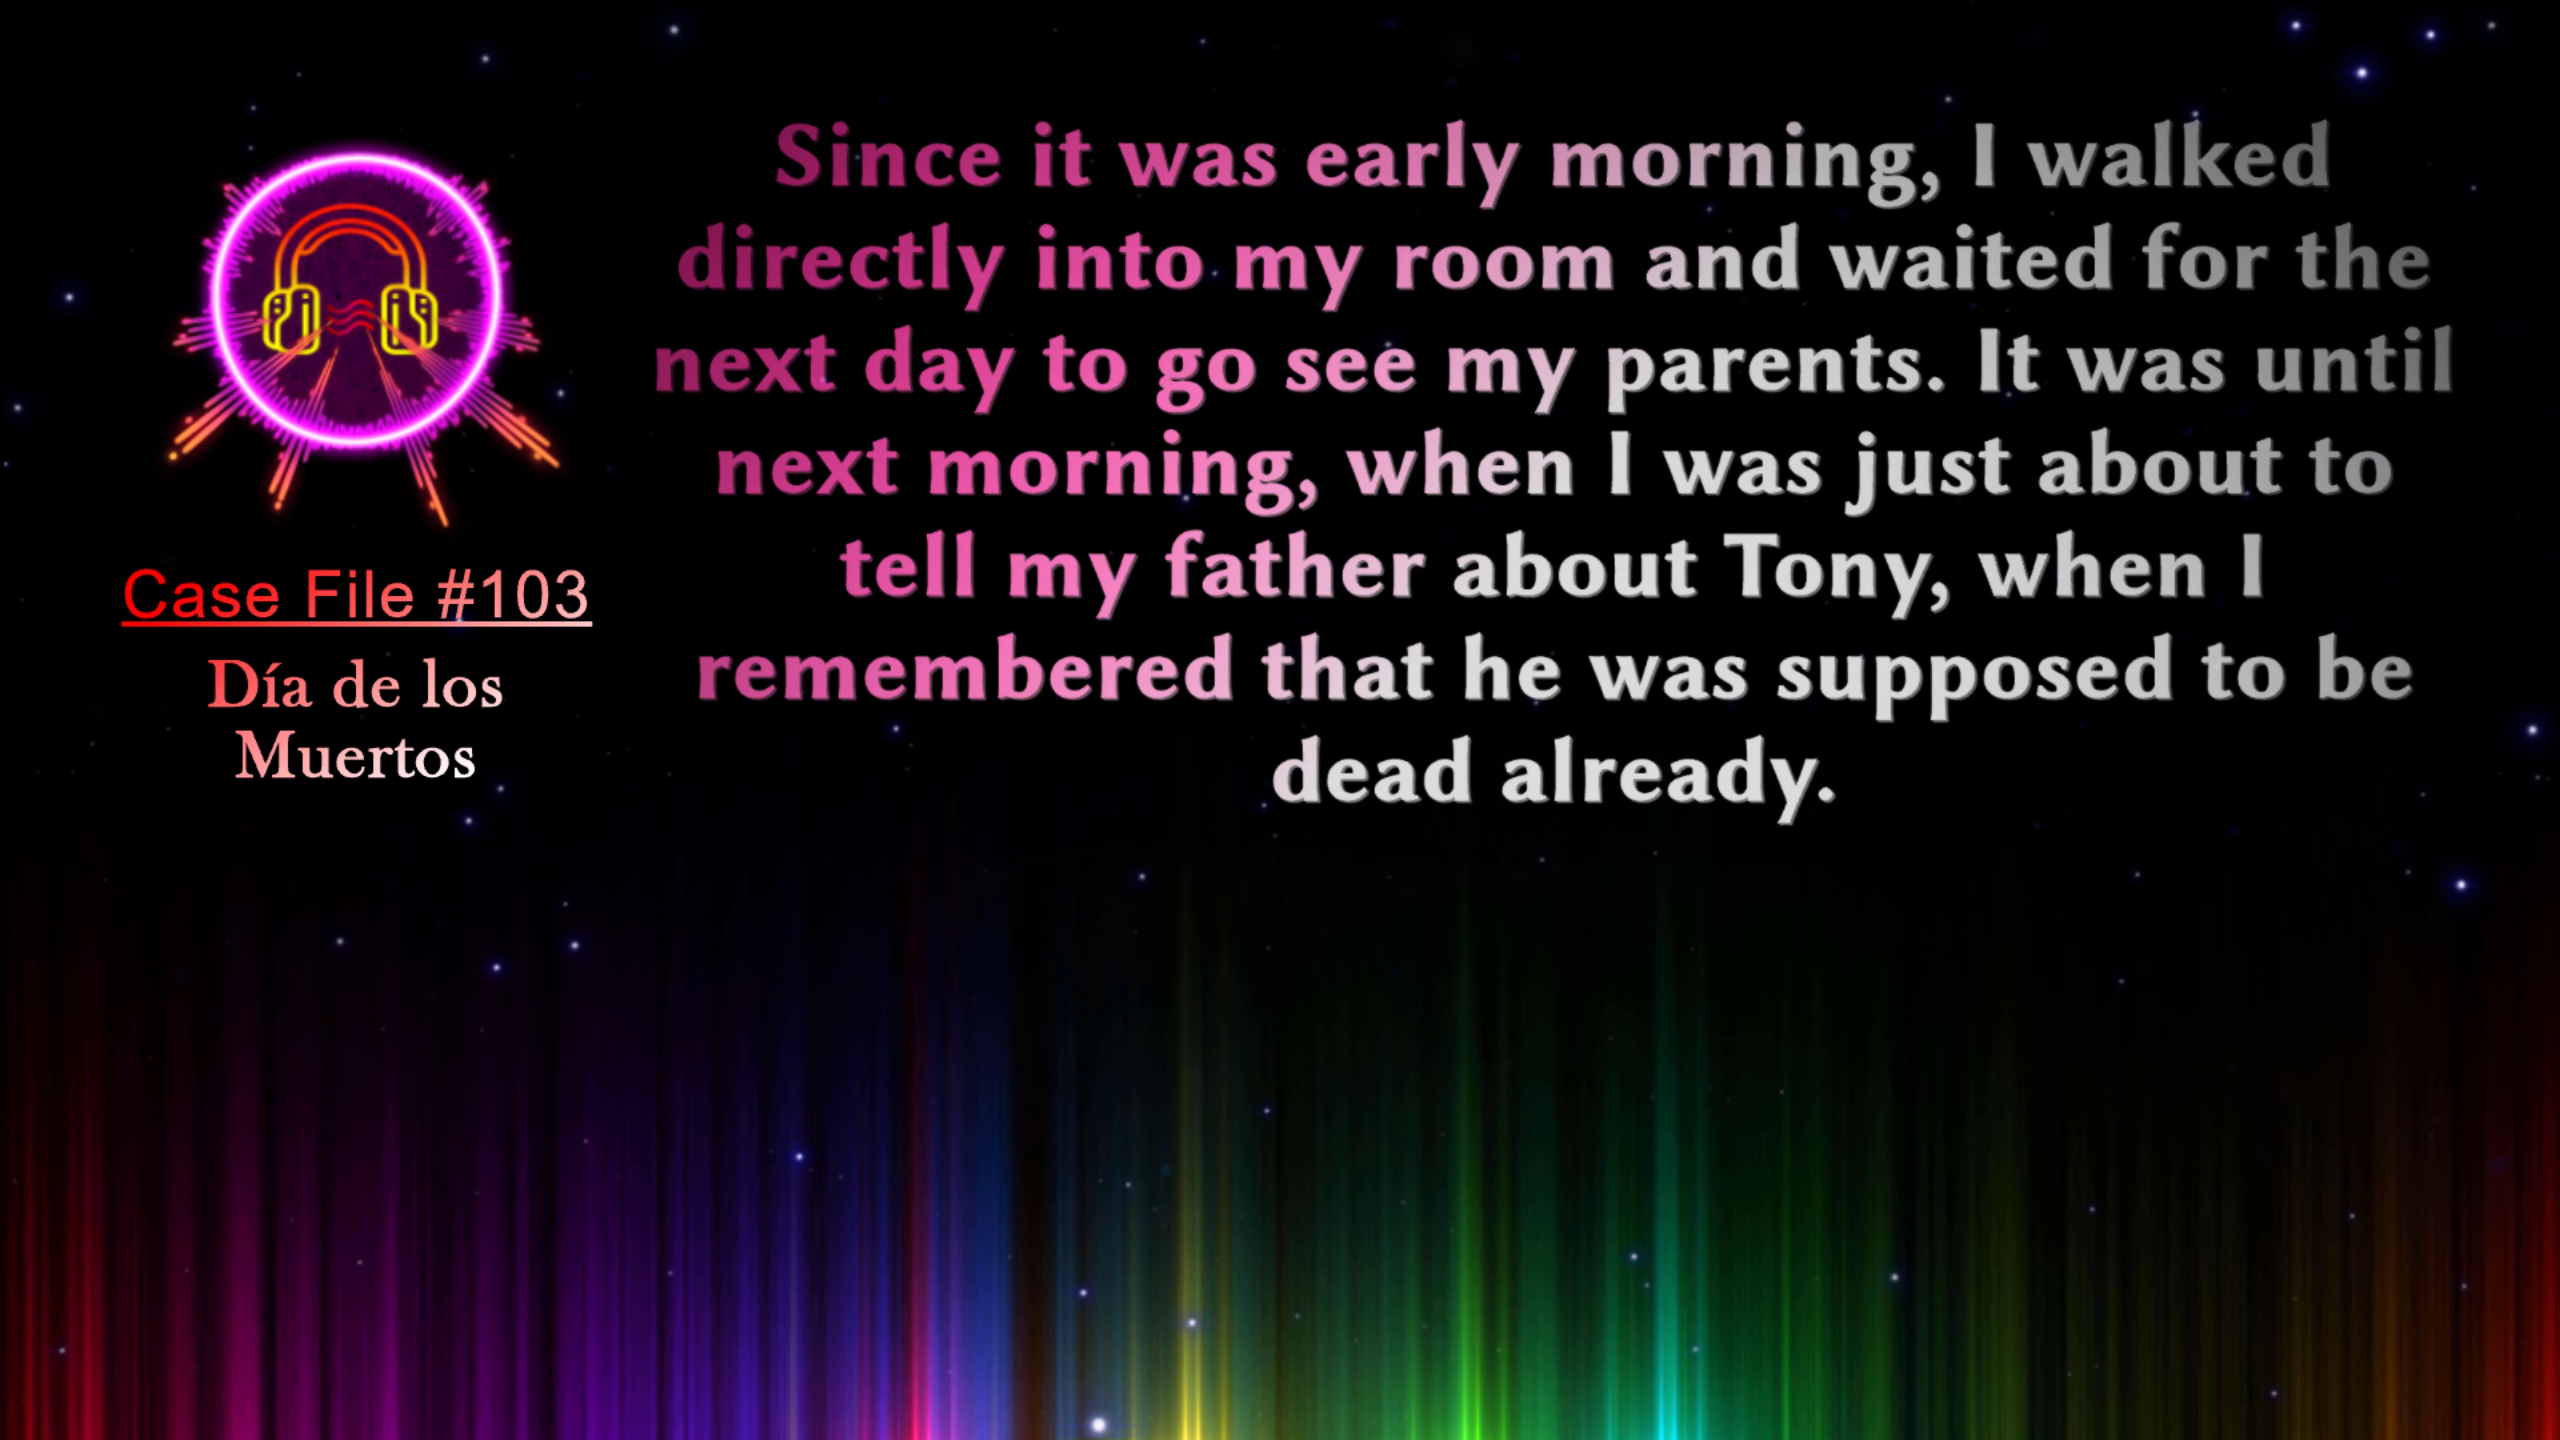 Case File #103
Día de los
Muertos
Since it was early morning, I walked
directly into my room and waited for the
next day to go see my parents. It was until
next morning, when I was just about to
tell my father about Tony, when I
remembered that he was supposed to be
dead already.